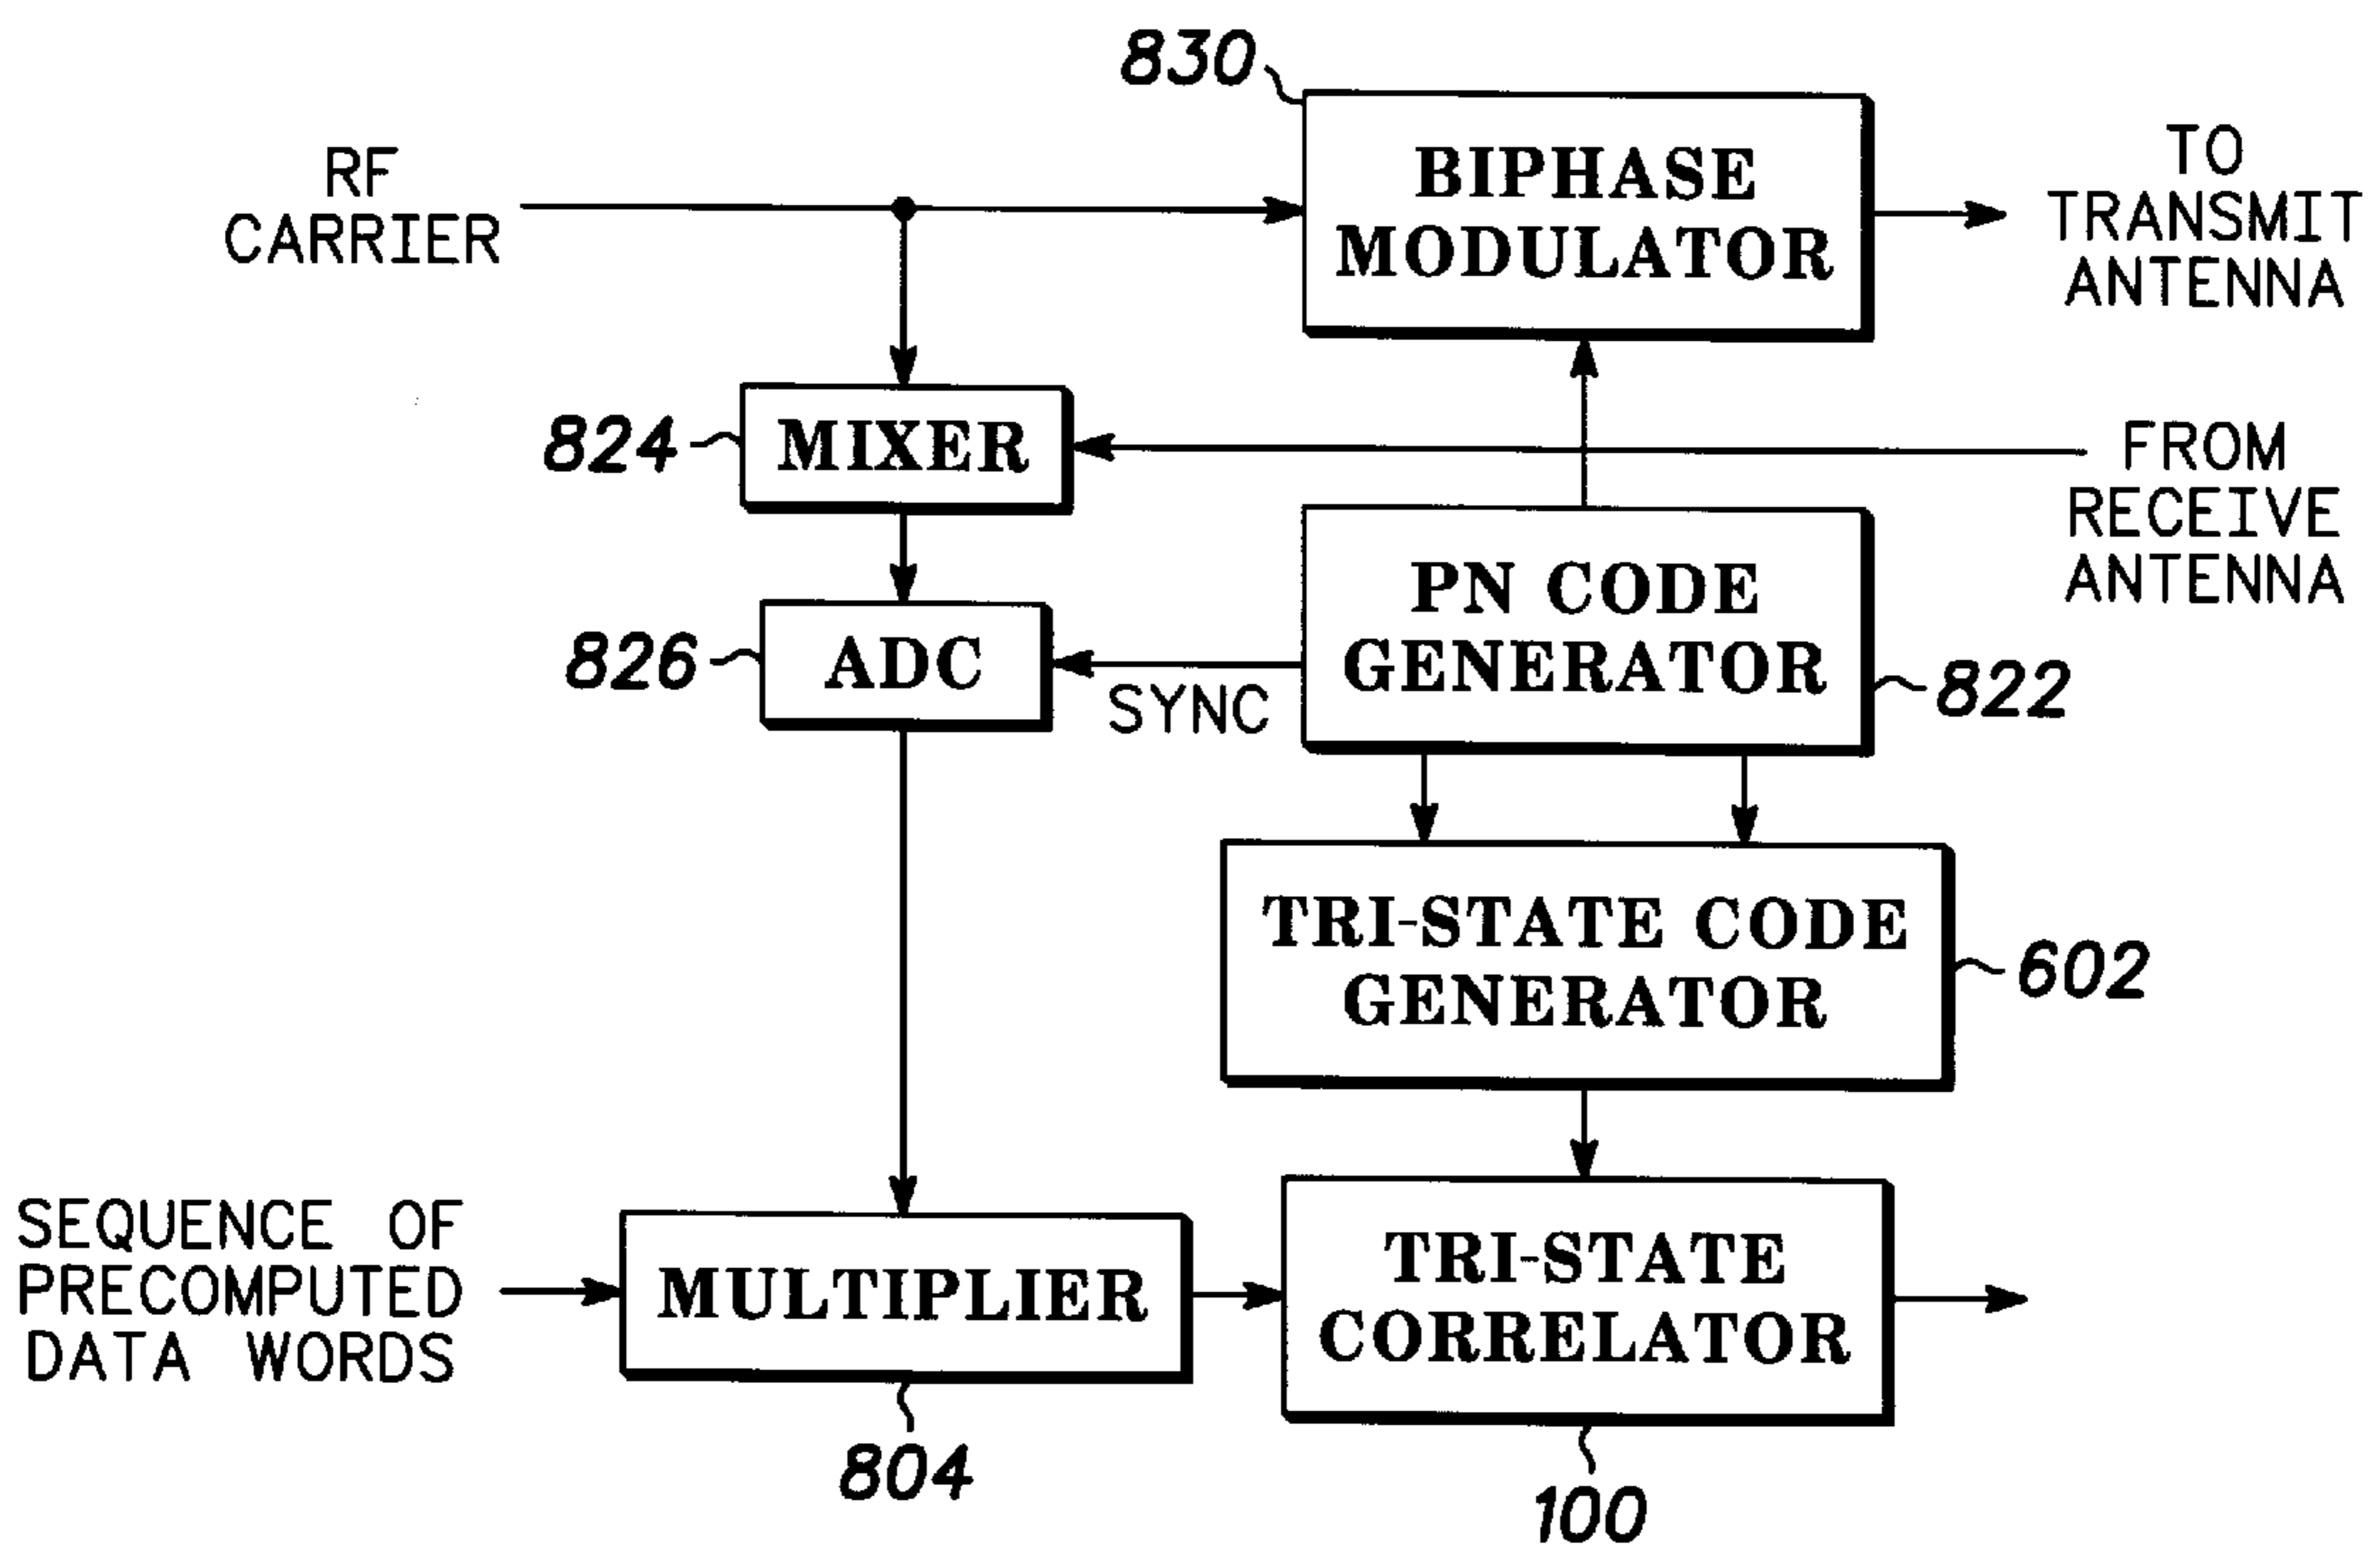 830
BIPHASE
MODULATOR
RF
CARRIER
TO
TRANSMIT
ANTENNA
824
MIXER
FROM
RECEIVE
ANTENNA
826
ADC
SYNC
PN CODE
GENERATOR
822
TRI-STATE CODE
GENERATOR
602
SEQUENCE OF
PRECOMPUTED
DATA WORDS
MULTIPLIER
804
TRI-STATE
CORRELATOR
100